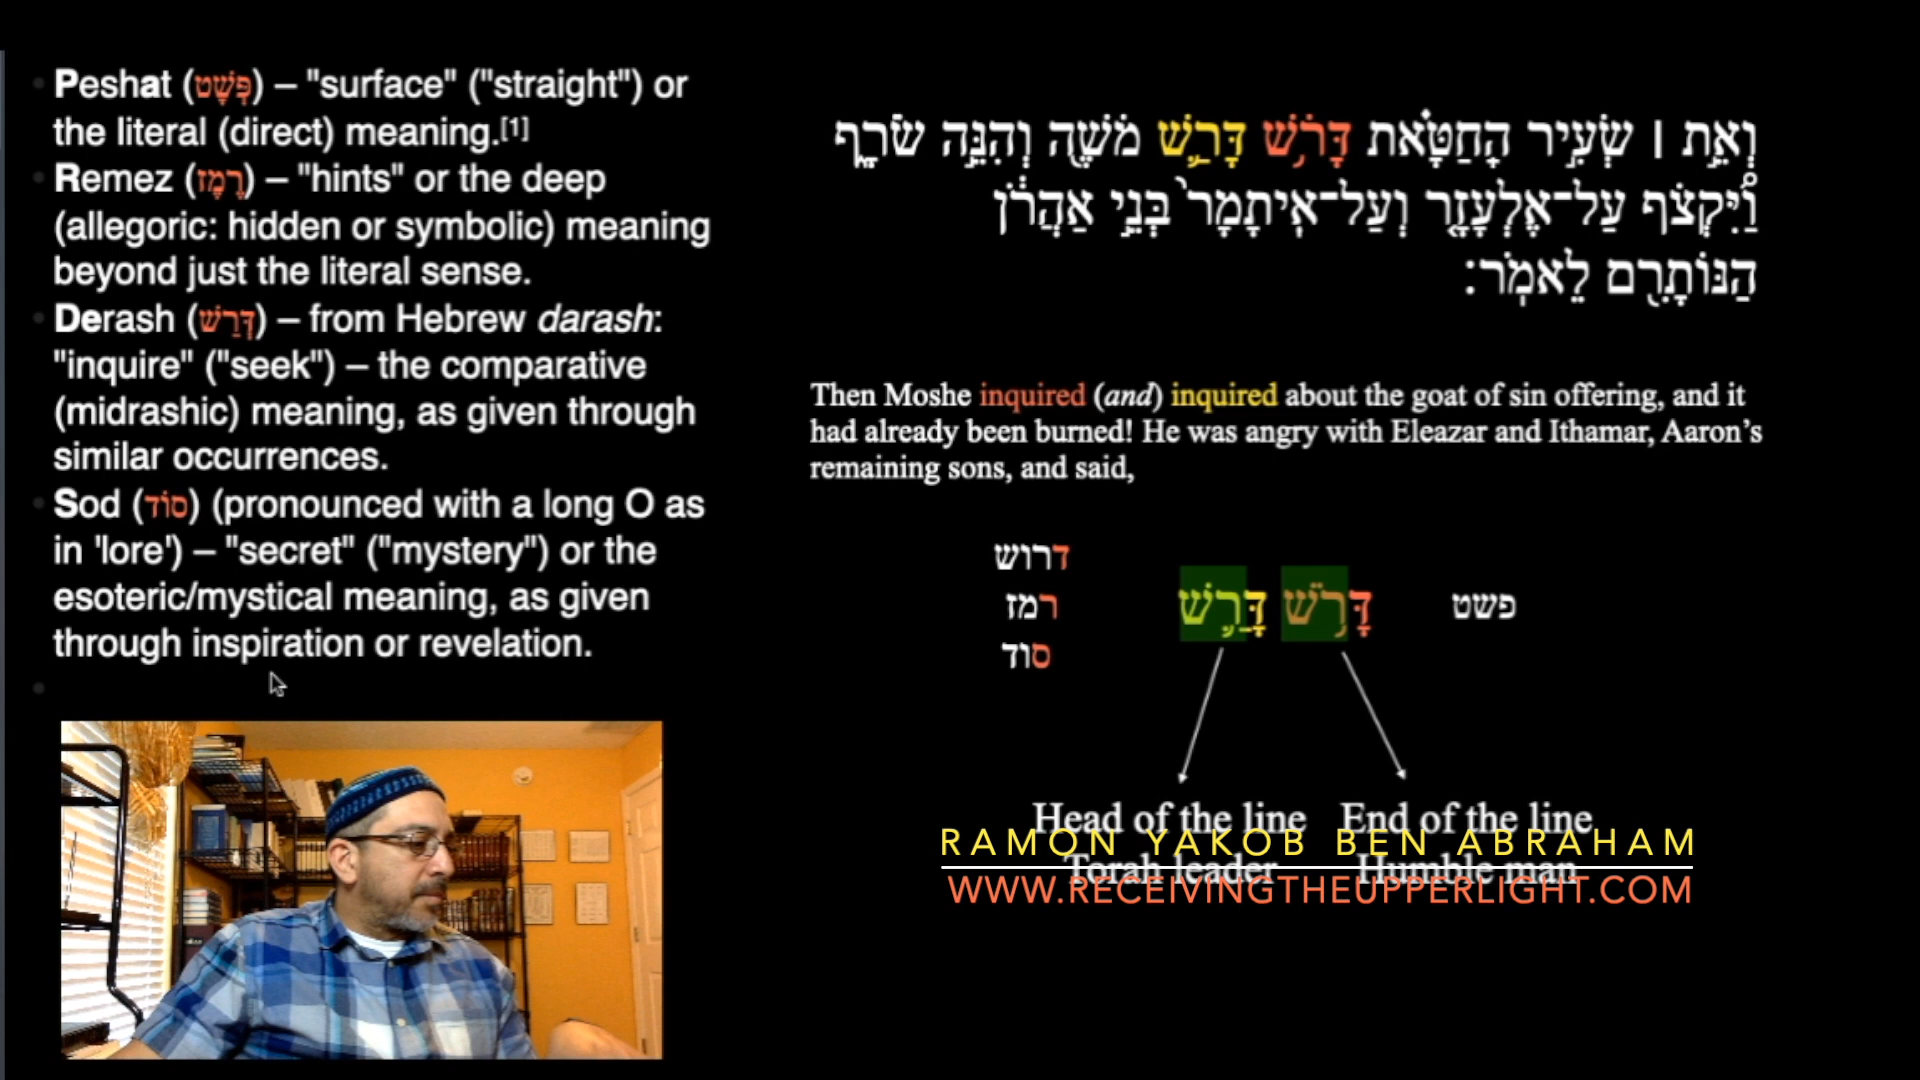 Peshat (פְּשָׁט) – "surface" ("straight") or
the literal (direct) meaning.[1]
Remez (רֶמֶז) – "hints" or the deep
(allegoric: hidden or symbolic) meaning
beyond just the literal sense.
Derash (דְּרַשׁ) – from Hebrew darash:
"inquire" ("seek") – the comparative
(midrashic) meaning, as given through
similar occurrences.
Sod (סוֹד) (pronounced with a long O as
in 'lore') – "secret" ("mystery") or the
esoteric/mystical meaning, as given
through inspiration or revelation.
וְאֵ֣ת ׀ שְׂעִ֣יר הַֽחַטָּ֗את דָּרֹ֥שׁ דָּרַ֛שׁ מֹשֶׁ֖ה וְהִנֵּ֣ה שֹׂרָ֑ף
וַ֠יִּקְצֹ֠ף עַל־אֶלְעָזָ֤ר וְעַל־אִֽיתָמָר֙ בְּנֵ֣י אַהֲרֹ֔ן
הַנּוֹתָרִ֖ם לֵאמֹֽר׃
Then Moshe inquired (and) inquired about the goat of sin offering, and it
had already been burned! He was angry with Eleazar and Ithamar, Aaron’s
remaining sons, and said,
דרוש
רמז
סוד
דָּרֹ֥שׁ דָּרַ֛שׁ
פשט
Head of the line
Torah leader
End of the line
Humble man
RAMON YAKOB BEN ABRAHAM
WWW.RECEIVINGTHEUPPERLIGHT.COM